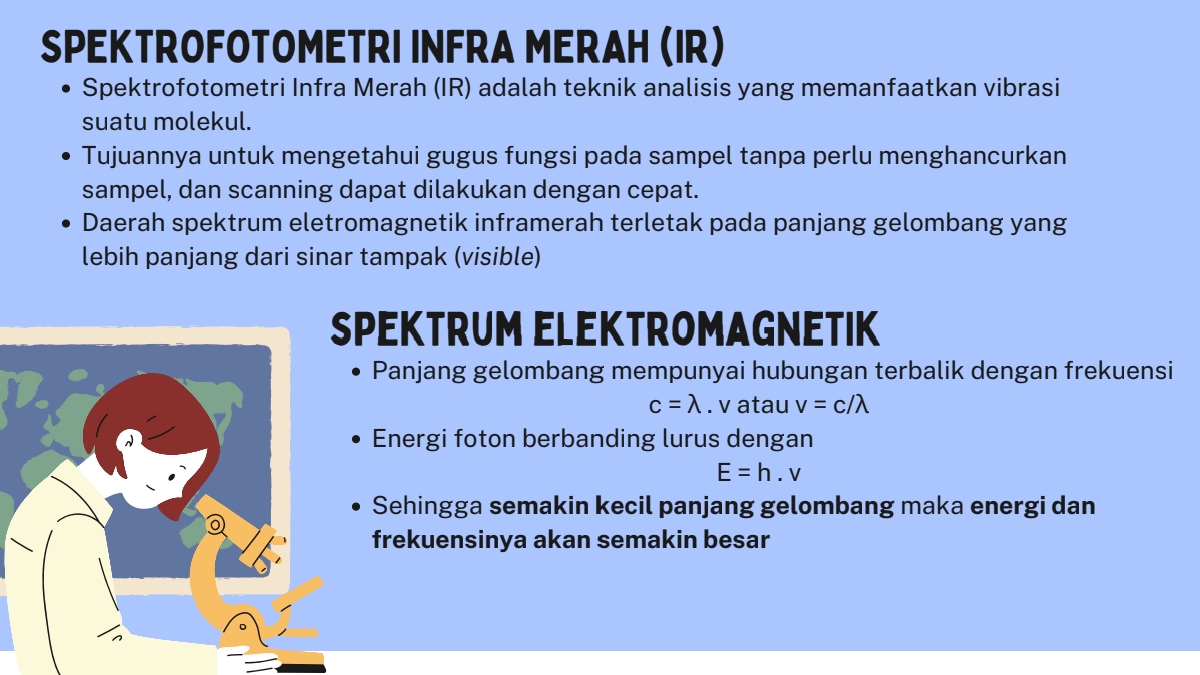 SPEKTROFOTOMETRI INFRA MERAH (IR)
• Spektrofotometri Infra Merah (IR) adalah teknik analisis yang memanfaatkan vibrasi
suatu molekul.
• Tujuannya untuk mengetahui gugus fungsi pada sampel tanpa perlu menghancurkan
sampel, dan scanning dapat dilakukan dengan cepat.
• Daerah spektrum eletromagnetik inframerah terletak pada panjang gelombang yang
lebih panjang dari sinar tampak (visible)
SPEKTRUM ELEKTROMAGNETIK
• Panjang gelombang mempunyai hubungan terbalik dengan frekuensi
c = λ . v atau v = c/λ
• Energi foton berbanding lurus dengan
E = h . v
• Sehingga semakin kecil panjang gelombang maka energi dan
frekuensinya akan semakin besar